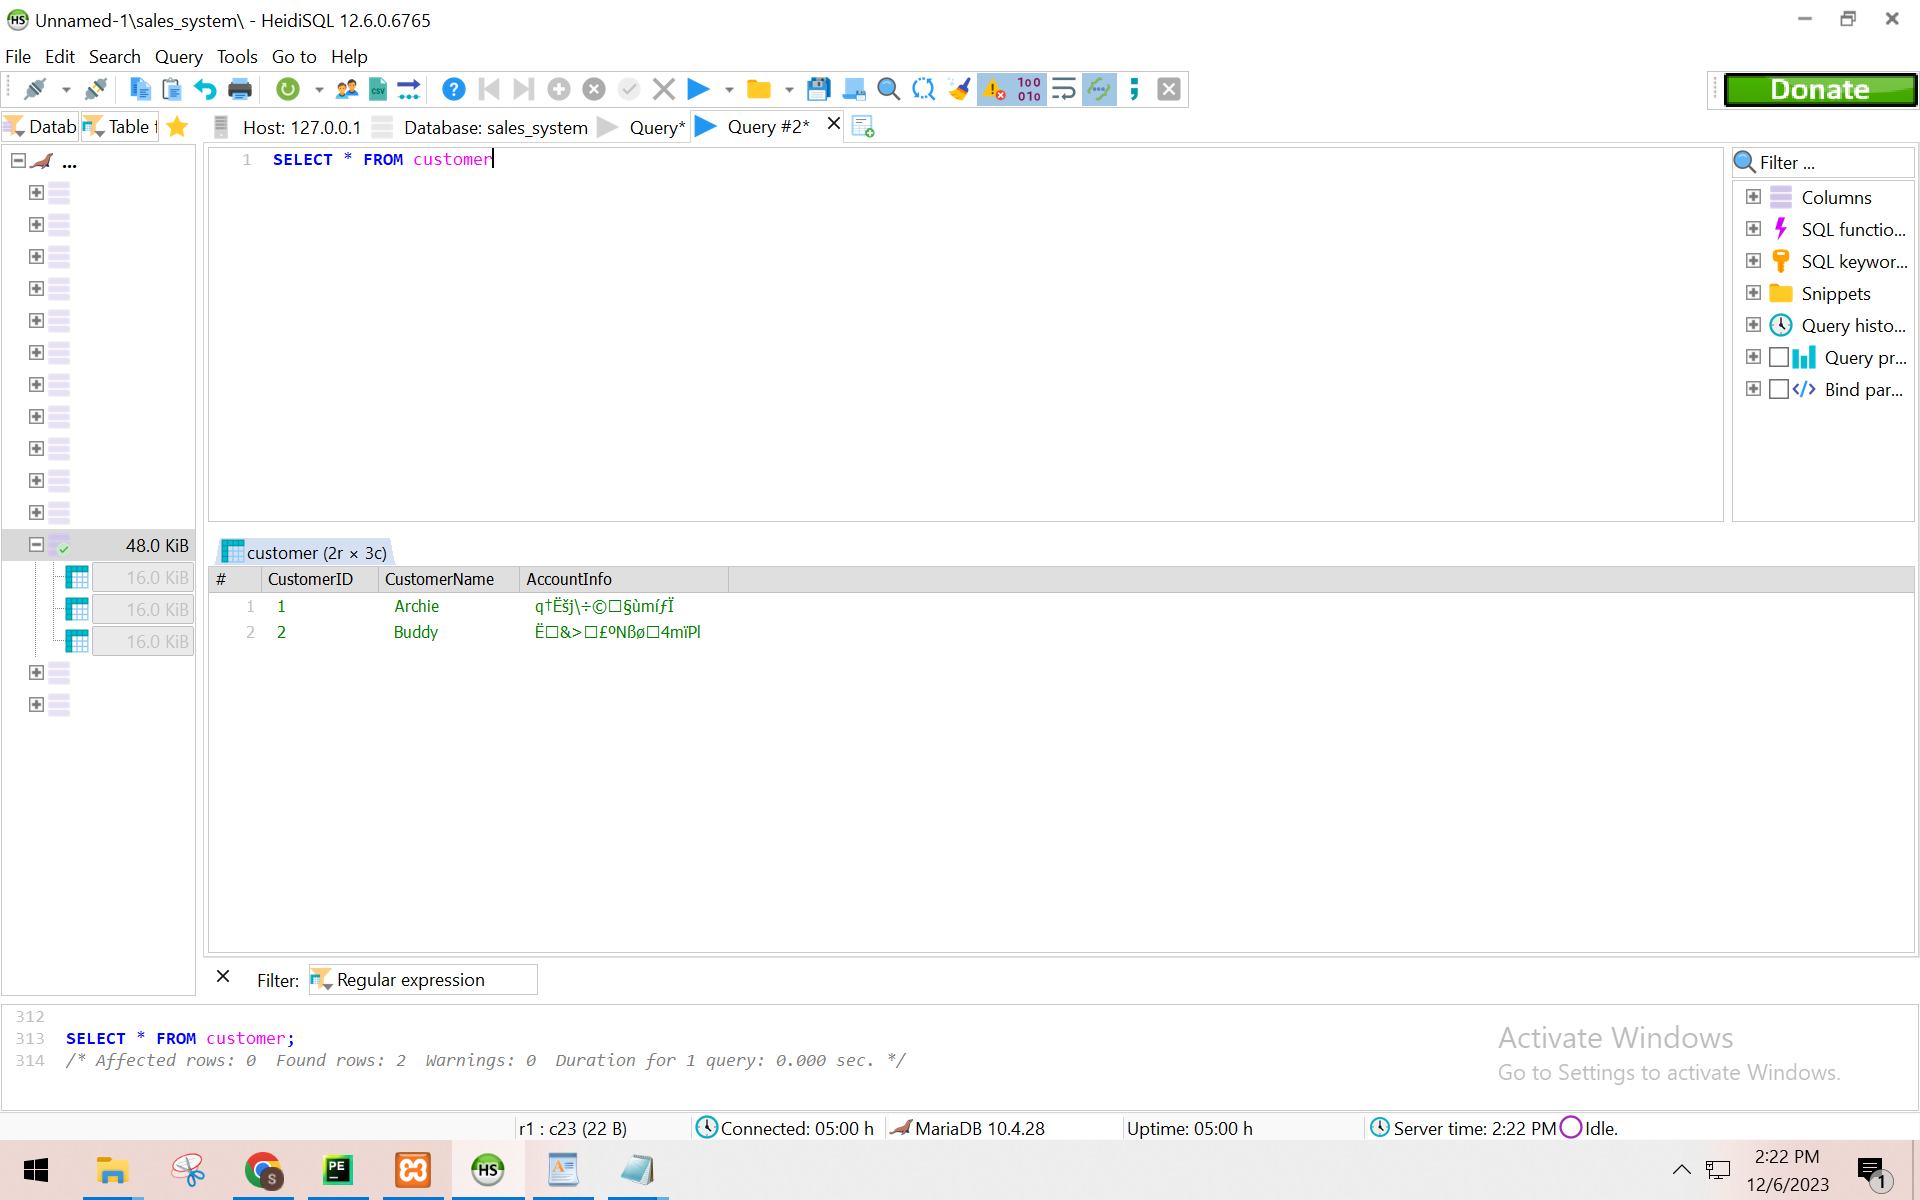 Unnamed-1\sales_system\ - HeidiSQL 12.6.0.6765
File Edit Search Query Tools Go to Help
Donate
Datab Table
Host: 127.0.0.1 Database: sales_system Query* Query #2*
...
1 SELECT * FROM customer
Filter ...
Columns
SQL functio...
SQL keywor...
Snippets
Query histo...
Query pr...
Bind par...
48.0 KiB
16.0 KiB
16.0 KiB
16.0 KiB
customer (2r × 3c)
# CustomerID CustomerName AccountInfo
1 1 Archie q†Ëšj\÷©□§ùmíƒÏ
2 2 Buddy Ë□&>□£ºNßø□4mïPl
Filter: Regular expression
312
313 SELECT * FROM customer;
314 /* Affected rows: 0 Found rows: 2 Warnings: 0 Duration for 1 query: 0.000 sec. */
Activate Windows
Go to Settings to activate Windows.
r1 : c23 (22 B) Connected: 05:00 h MariaDB 10.4.28 Uptime: 05:00 h Server time: 2:22 PM Idle.
2:22 PM
12/6/2023
1